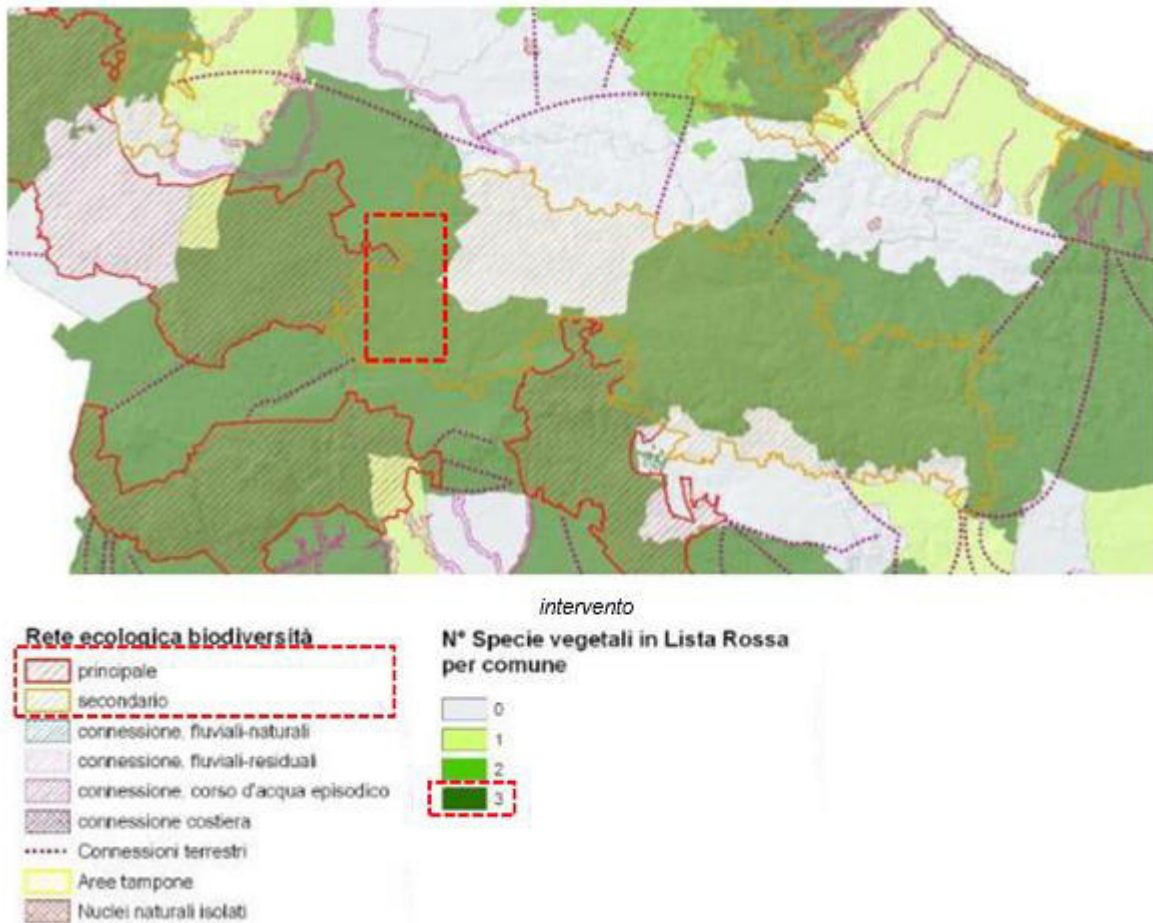 intervento
Rete ecologica biodiversità
principale
secondario
connessione, fluviali-naturali
connessione, fluviali-residuali
connessione, corso d'acqua episodico
connessione costiera
Connessioni terrestri
Aree tampone
Nuclei naturali isolati
N° Specie vegetali in Lista Rossa
per comune
0
1
2
3